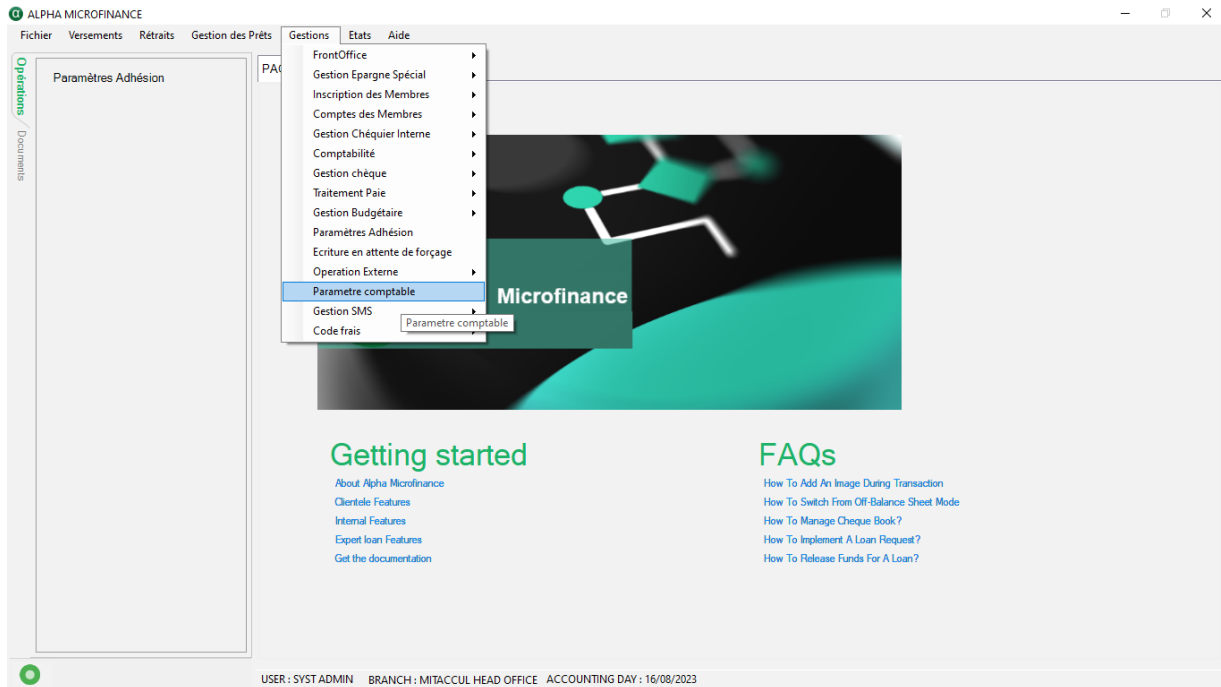 ALPHA MICROFINANCE
Fichier Versements Rétraits Gestion des Prêts Gestions Etats Aide
Opérations
Documents
Paramètres Adhésion
FrontOffice
Gestion Epargne Spécial
Inscription des Membres
Comptes des Membres
Gestion Chéquier Interne
Comptabilité
Gestion chèque
Traitement Paie
Gestion Budgétaire
Paramètres Adhésion
Ecriture en attente de forçage
Operation Externe
Parametre comptable
Gestion SMS
Code frais
Parametre comptable
Microfinance
Getting started
About Alpha Microfinance
Clientele Features
Internal Features
Expert loan Features
Get the documentation
FAQs
How To Add An Image During Transaction
How To Switch From Off-Balance Sheet Mode
How To Manage Cheque Book?
How To Implement A Loan Request?
How To Release Funds For A Loan?
USER : SYST ADMIN BRANCH : MITACCUL HEAD OFFICE ACCOUNTING DAY : 16/08/2023